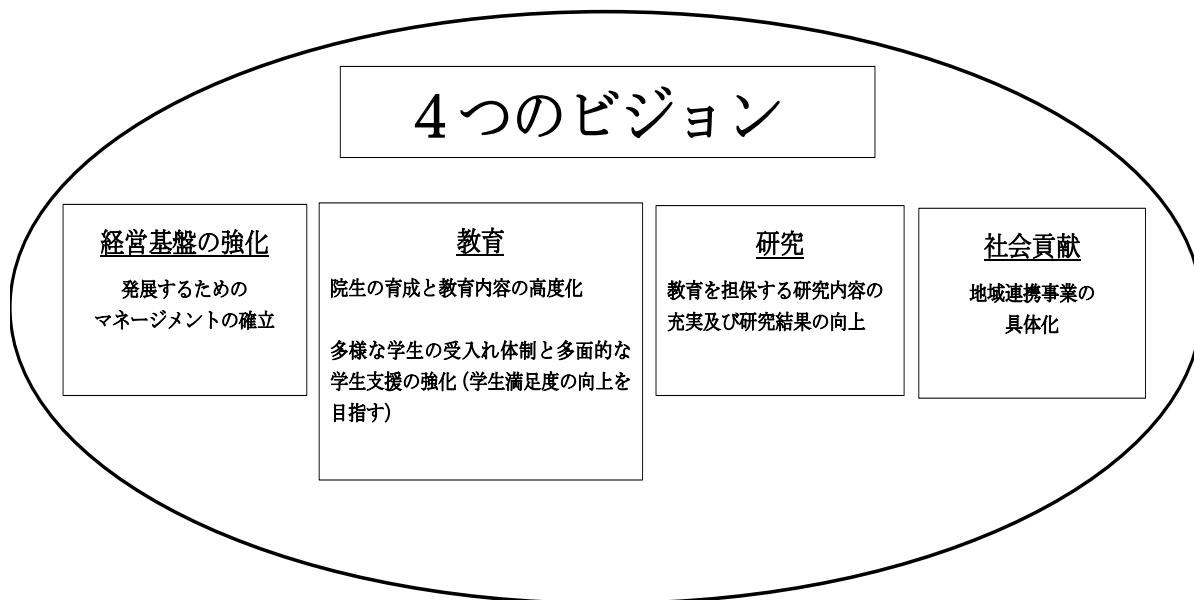 ４つのビジョン
経営基盤の強化
発展するための
マネージメントの確立
教育
院生の育成と教育内容の高度化
多様な学生の受入れ体制と多面的な
学生支援の強化（学生満足度の向上を
目指す）
研究
教育を担保する研究内容の
充実及び研究結果の向上
社会貢献
地域連携事業の
具体化